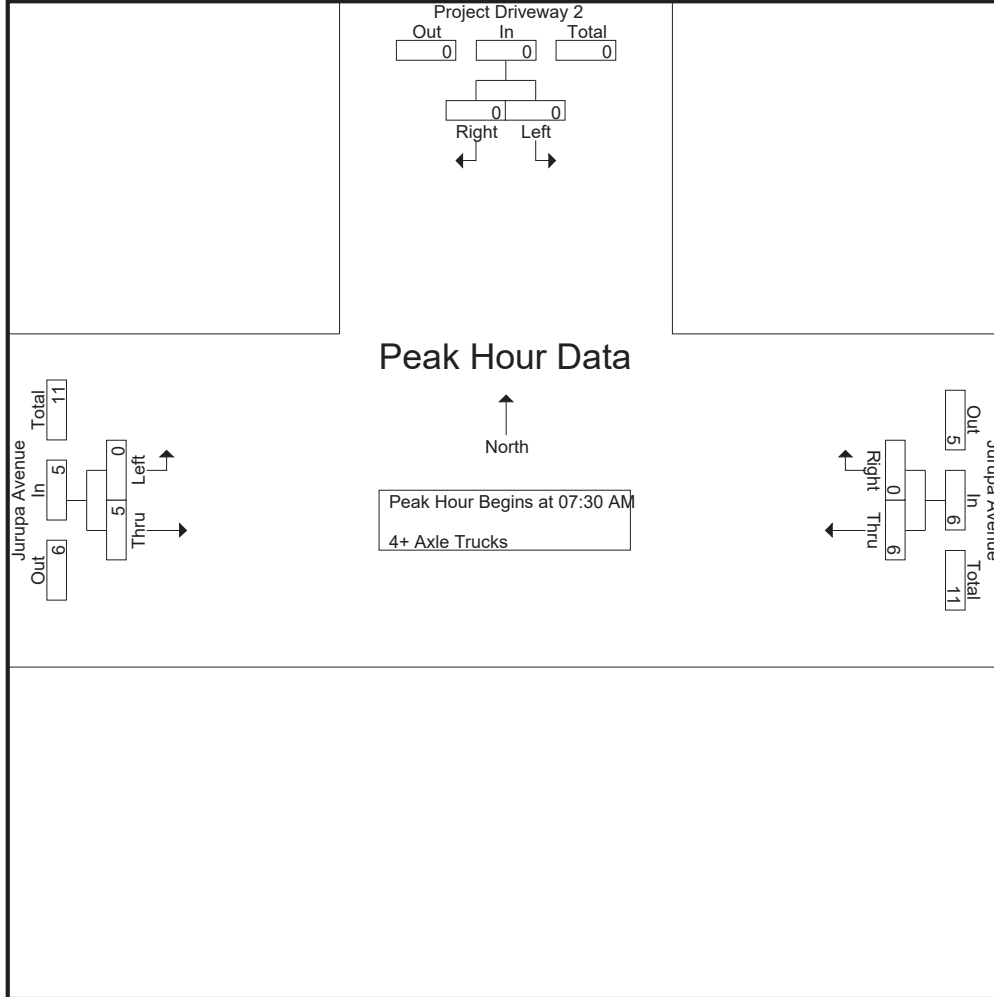 Project Driveway 2
Out In Total
0 0 0
0 0
Right Left
Peak Hour Data
North
Peak Hour Begins at 07:30 AM
4+ Axle Trucks
Jurupa Avenue
Total In Out
11 5 6
0 5
Left Thru
Right Thru
0 6
Out In Total
5 6 11
Jurupa Avenue